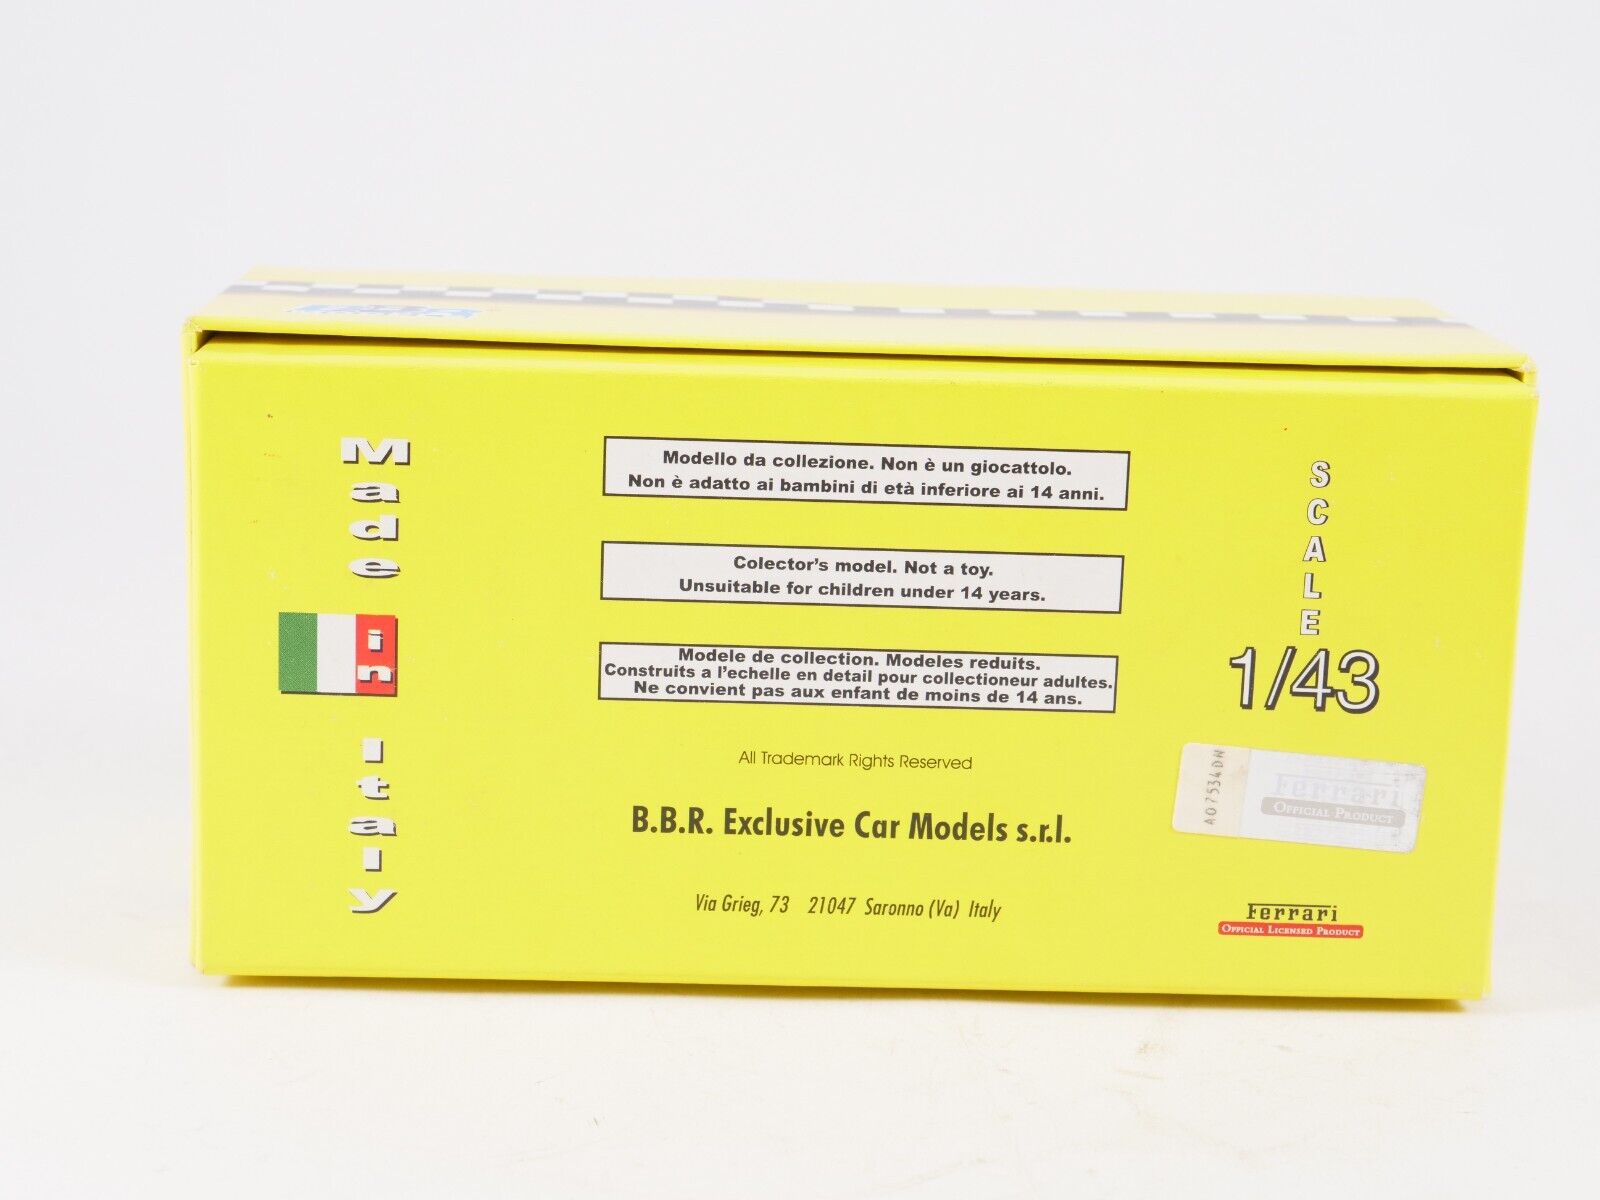 Made
in
Italy
Modello da collezione. Non è un giocattolo.
Non è adatto ai bambini di età inferiore ai 14 anni.
Colector's model. Not a toy.
Unsuitable for children under 14 years.
Modele de collection. Modeles reduits.
Construits a l'echelle en detail pour collectioneur adultes.
Ne convient pas aux enfant de moins de 14 ans.
All Trademark Rights Reserved
B.B.R. Exclusive Car Models s.r.l.
Via Grieg, 73 21047 Saronno (Va) Italy
SCALE
1/43
A07534DN
Ferrari
OFFICIAL PRODUCT
Ferrari
OFFICIAL LICENSED PRODUCT